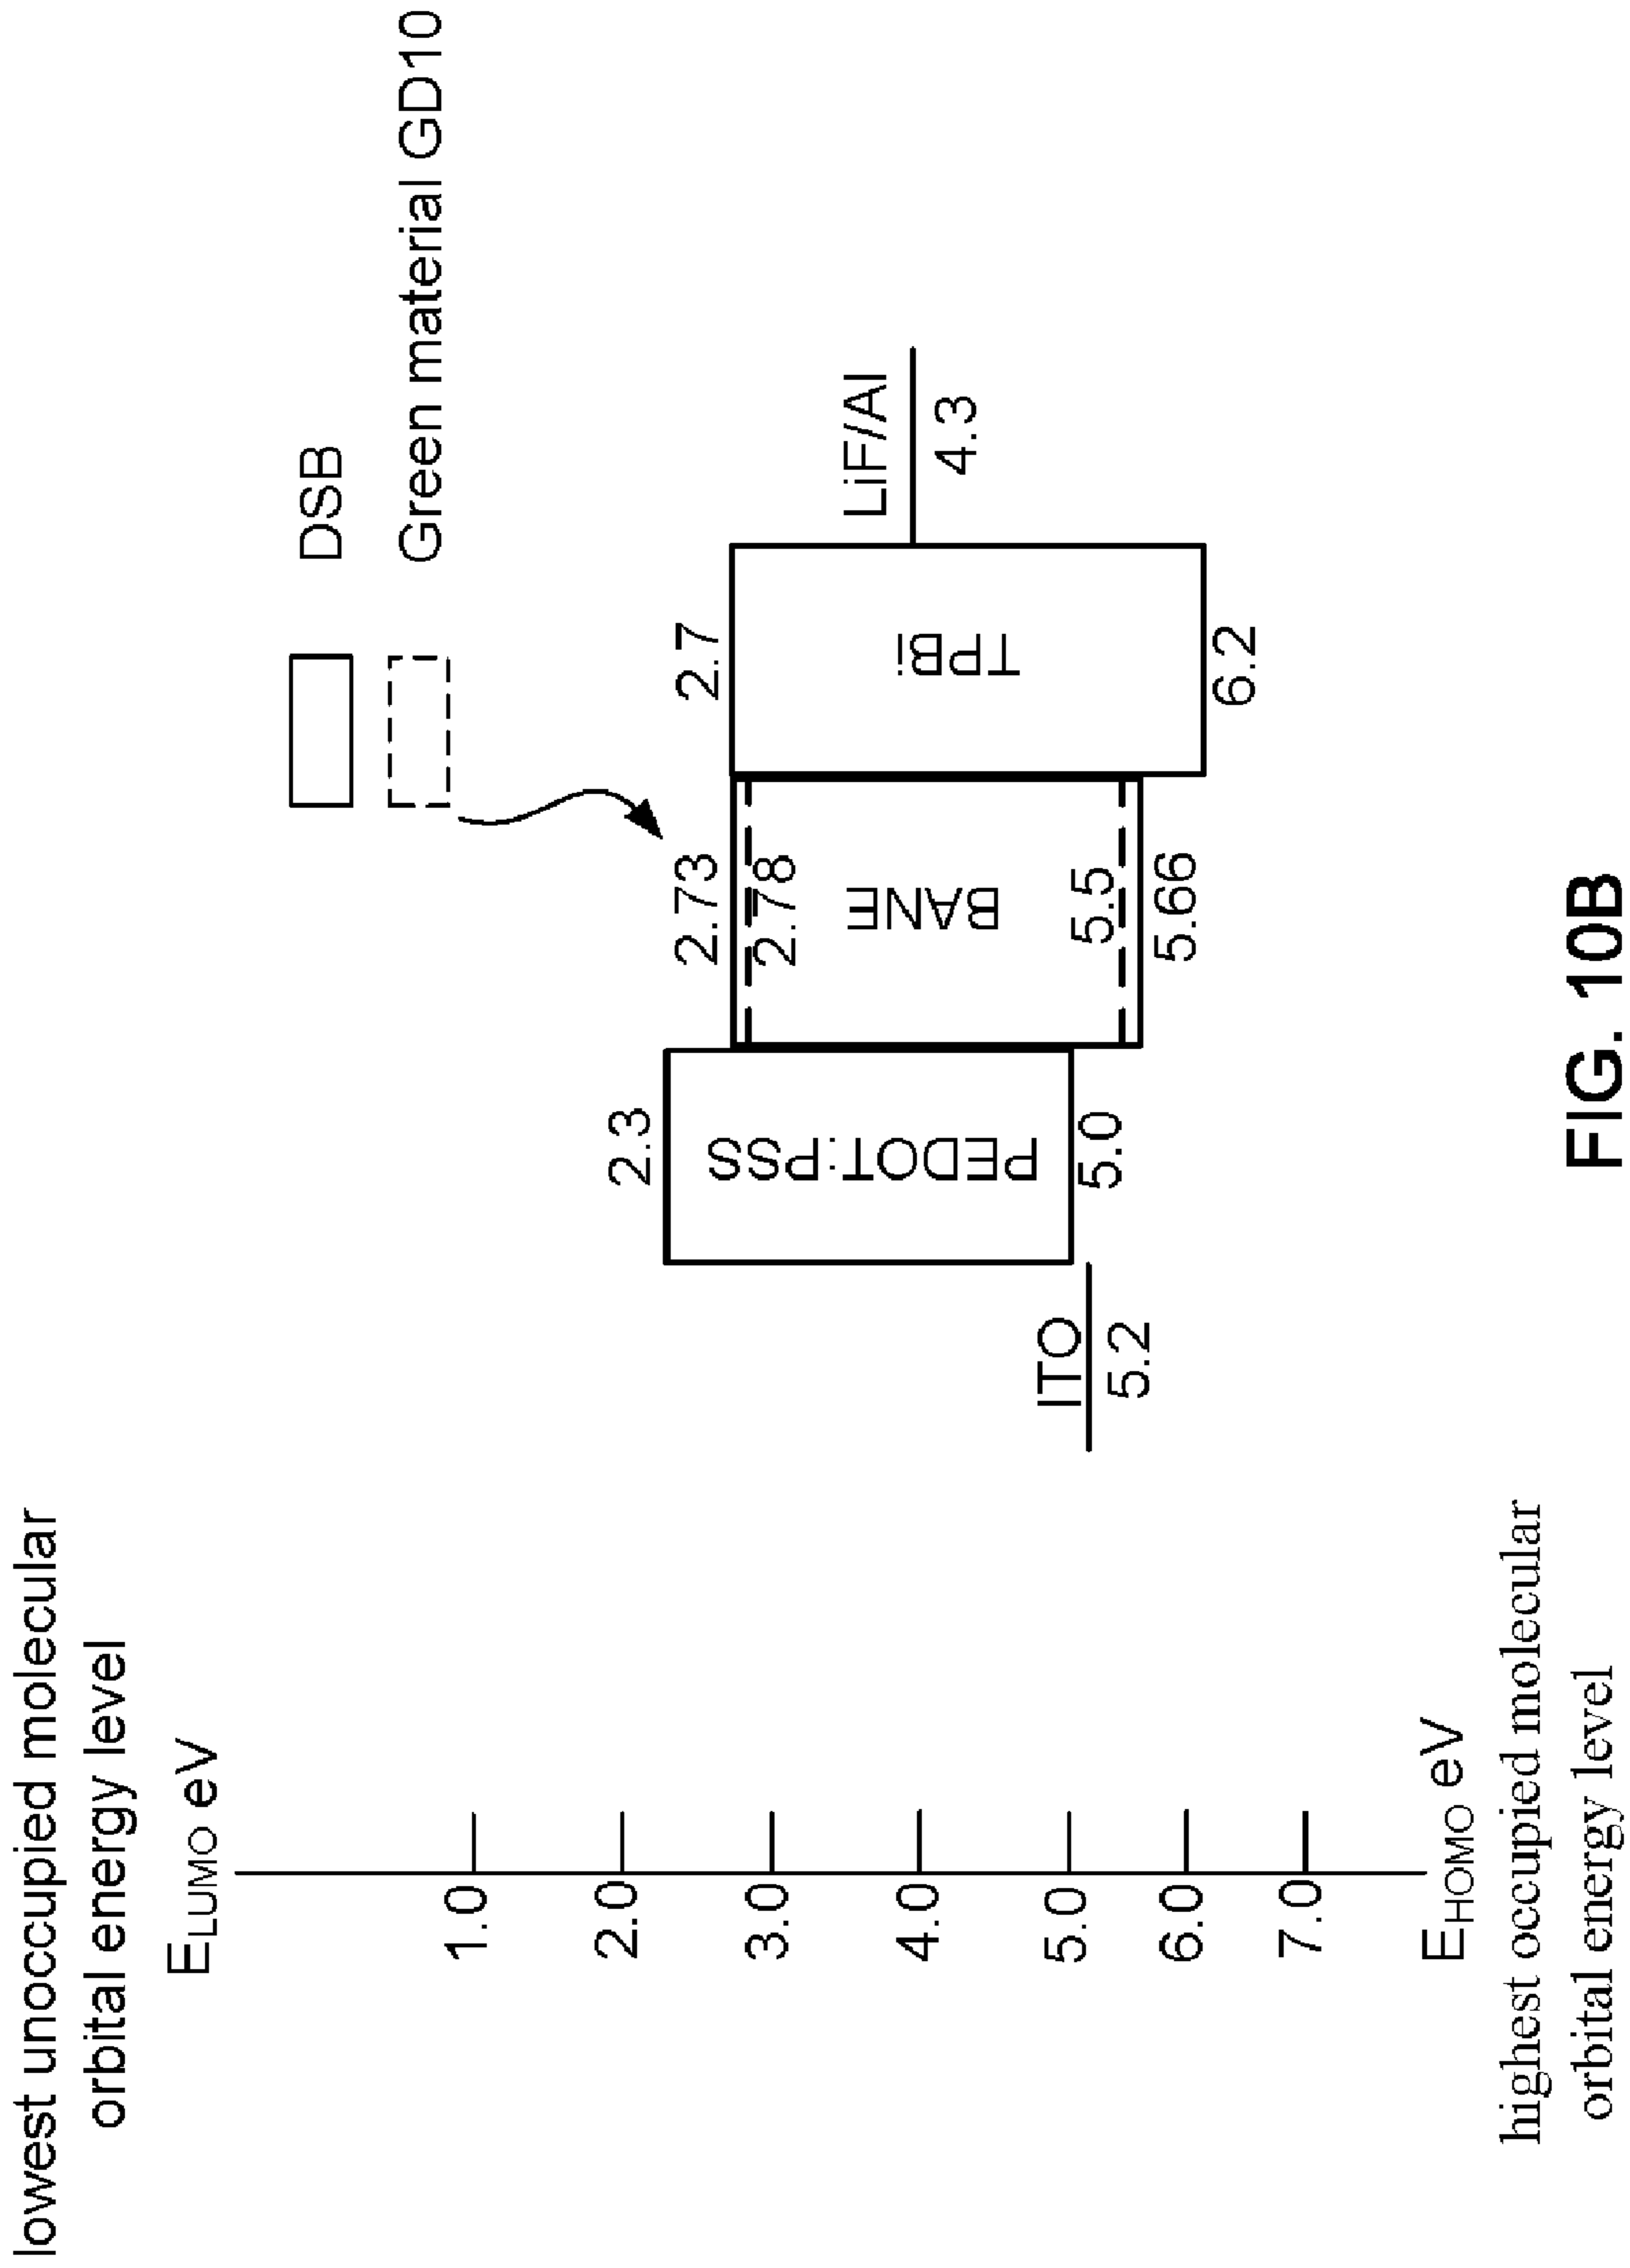 lowest unoccupied molecular
orbital energy level
E_LUMO eV
1.0
2.0
3.0
4.0
5.0
6.0
7.0
E_HOMO eV
highest occupied molecular
orbital energy level
DSB
Green material GD10
ITO
5.2
2.3
PEDOT:PSS
5.0
2.73
2.78
BANE
5.5
5.66
2.7
TPBi
6.2
LiF/Al
4.3
FIG. 10B